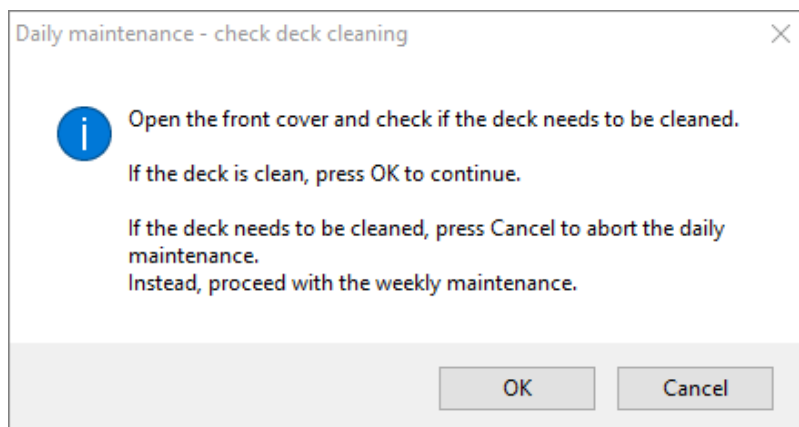 Daily maintenance - check deck cleaning
Open the front cover and check if the deck needs to be cleaned.
If the deck is clean, press OK to continue.
If the deck needs to be cleaned, press Cancel to abort the daily
maintenance.
Instead, proceed with the weekly maintenance.
OK
Cancel